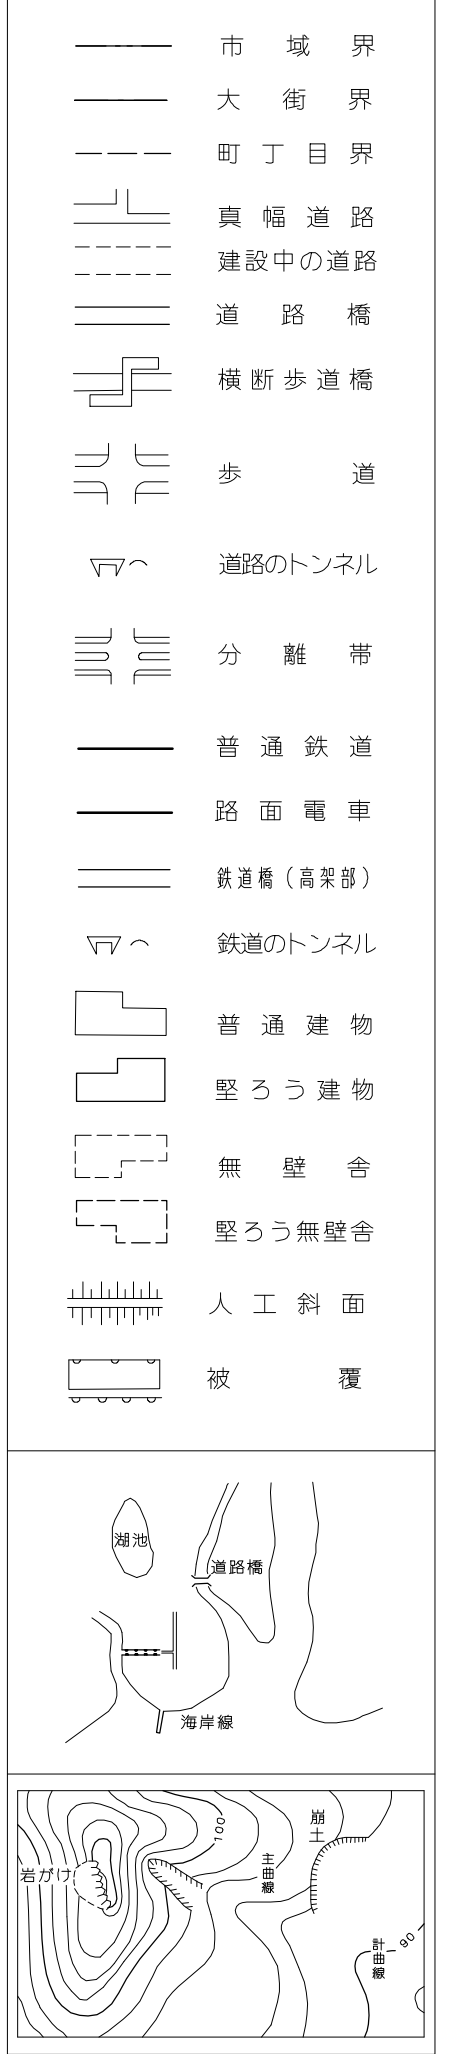 市域界
大街界
町丁目界
真幅道路
建設中の道路
道路橋
横断歩道橋
歩道
道路のトンネル
分離帯
普通鉄道
路面電車
鉄道橋（高架部）
鉄道のトンネル
普通建物
堅ろう建物
無壁舎
堅ろう無壁舎
人工斜面
被覆
湖池
道路橋
海岸線
100
崩土
主曲線
岩がけ
計曲線
90